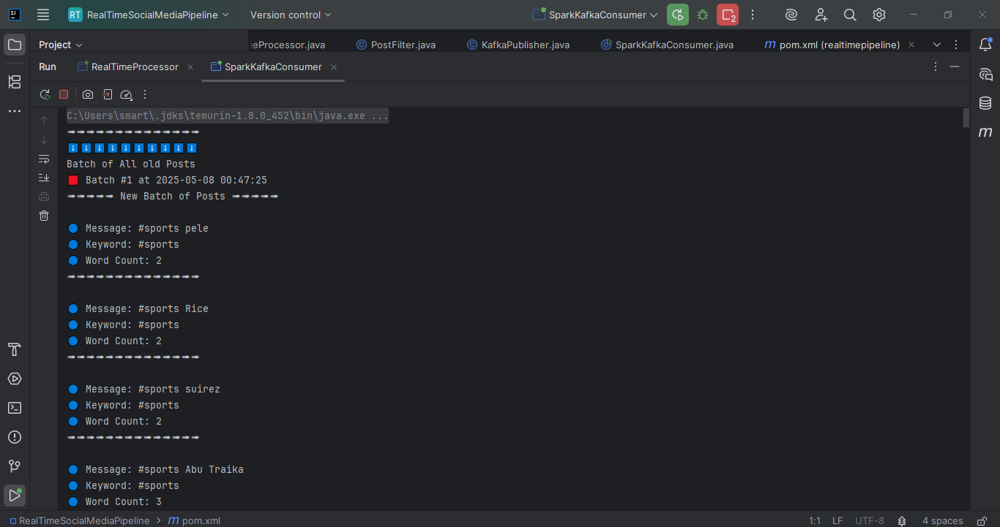 RT RealTimeSocialMediaPipeline Version control SparkKafkaConsumer 2
Project eProcessor.java PostFilter.java KafkaPublisher.java SparkKafkaConsumer.java m pom.xml (realtimepipeline)
Run RealTimeProcessor SparkKafkaConsumer
C:\Users\smart\.jdks\temurin-1.8.0_452\bin\java.exe ...
➠➠➠➠➠➠➠➠➠➠➠➠➠➠
⬇⬇⬇⬇⬇⬇⬇⬇⬇⬇
Batch of All old Posts
🟥 Batch #1 at 2025-05-08 00:47:25
➠➠➠➠➠ New Batch of Posts ➠➠➠➠➠
🔵 Message: #sports pele
🔵 Keyword: #sports
🔵 Word Count: 2
➠➠➠➠➠➠➠➠➠➠➠➠➠➠
🔵 Message: #sports Rice
🔵 Keyword: #sports
🔵 Word Count: 2
➠➠➠➠➠➠➠➠➠➠➠➠➠➠
🔵 Message: #sports suirez
🔵 Keyword: #sports
🔵 Word Count: 2
➠➠➠➠➠➠➠➠➠➠➠➠➠➠
🔵 Message: #sports Abu Traika
🔵 Keyword: #sports
🔵 Word Count: 3
RealTimeSocialMediaPipeline > m pom.xml 1:1 LF UTF-8 4 spaces